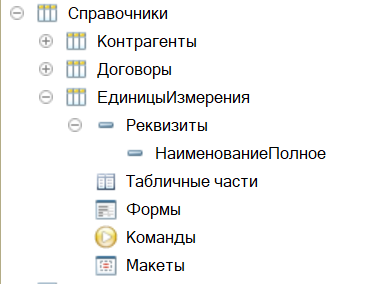 Справочники
Контрагенты
Договоры
ЕдиницыИзмерения
Реквизиты
НаименованиеПолное
Табличные части
Формы
Команды
Макеты